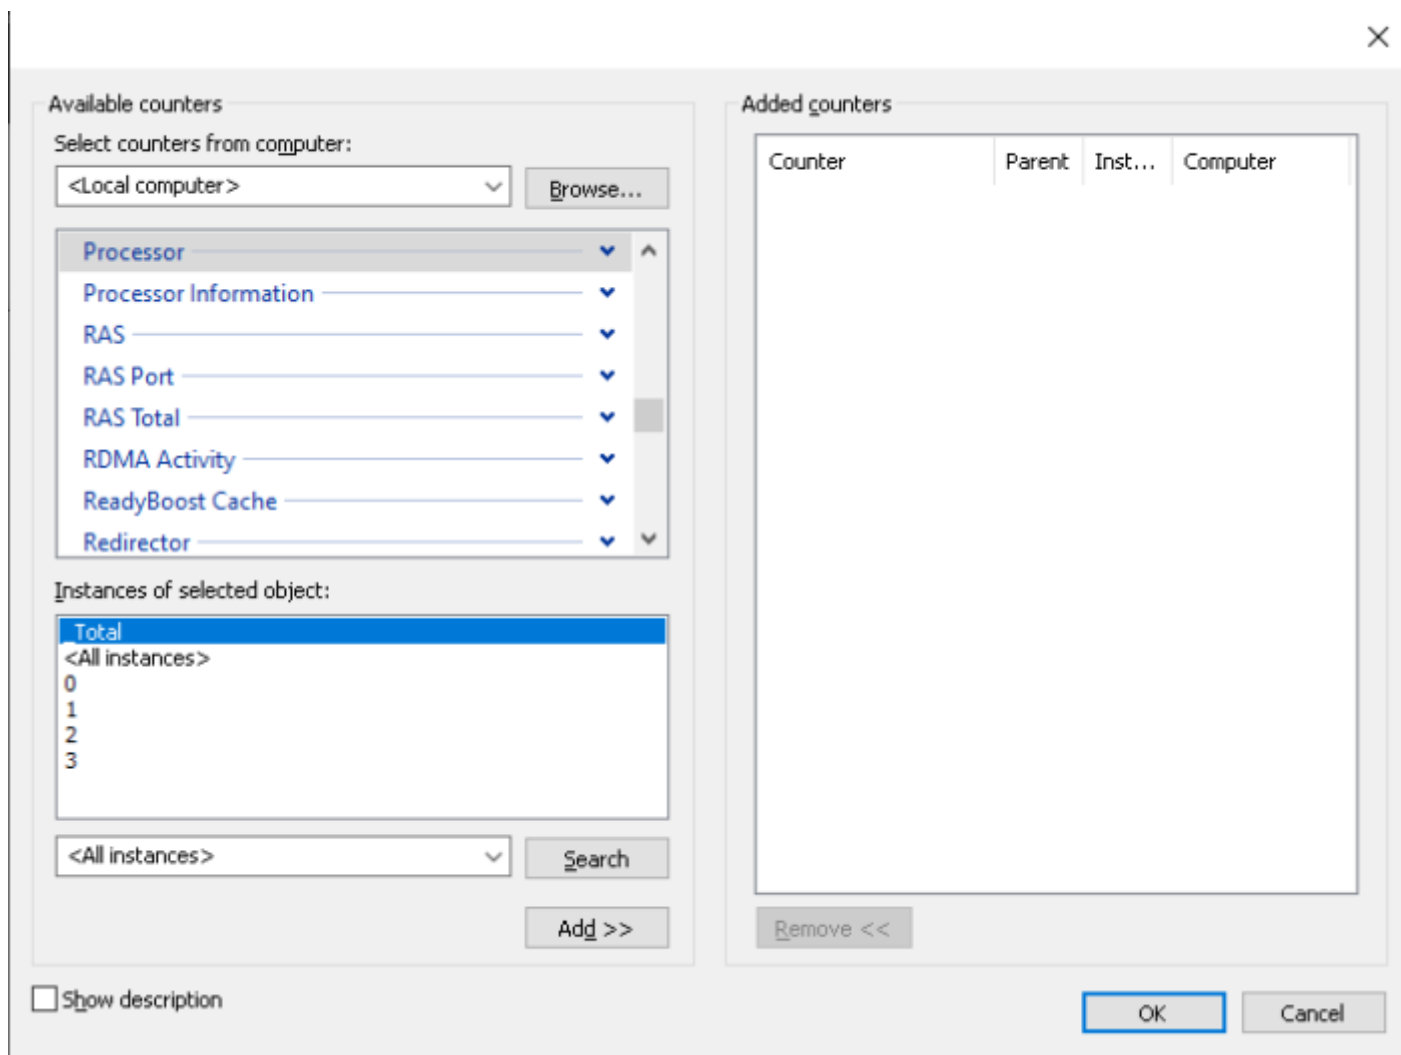 Available counters
Select counters from computer:
<Local computer>
Browse...
Processor
Processor Information
RAS
RAS Port
RAS Total
RDMA Activity
ReadyBoost Cache
Redirector
Instances of selected object:
_Total
<All instances>
0
1
2
3
<All instances>
Search
Add >>
Show description
Added counters
Counter Parent Inst... Computer
Remove <<
OK Cancel